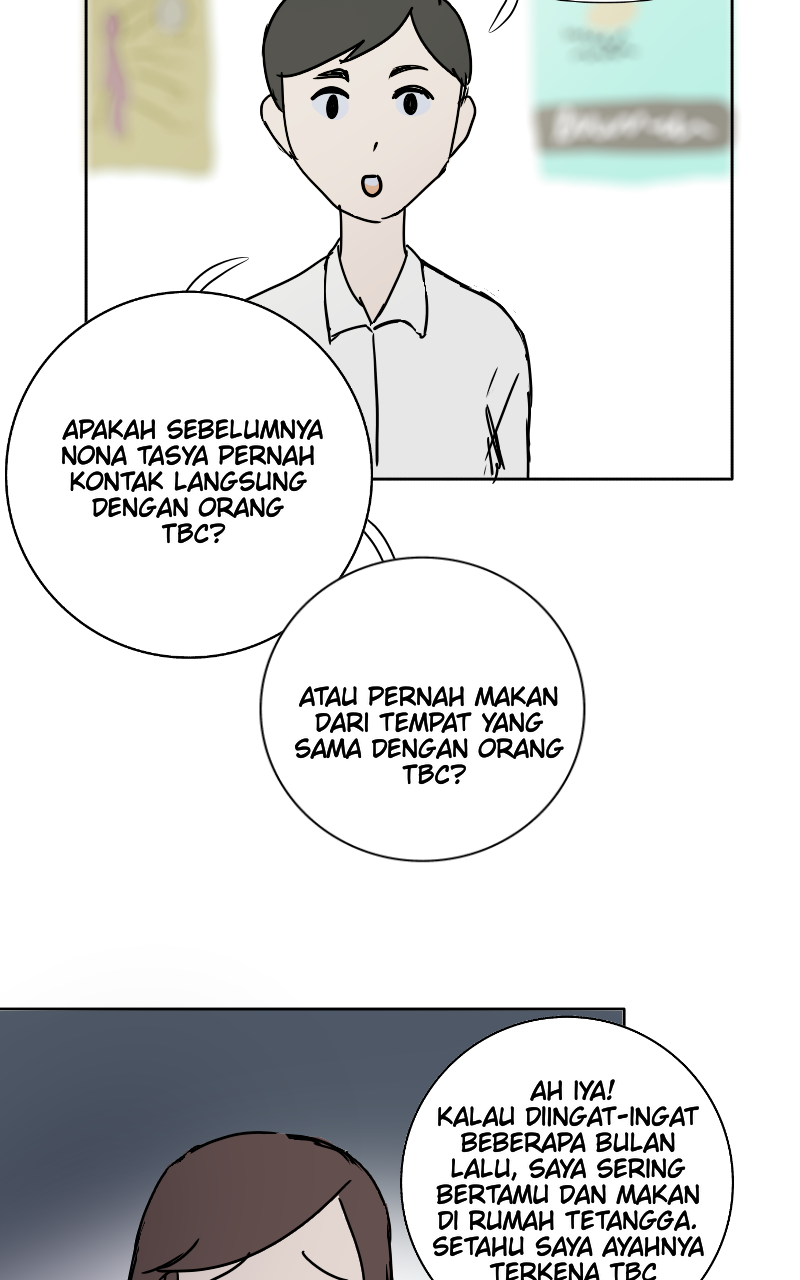 APAKAH SEBELUMNYA
NONA TASYA PERNAH
KONTAK LANGSUNG
DENGAN ORANG
TBC?
ATAU PERNAH MAKAN
DARI TEMPAT YANG
SAMA DENGAN ORANG
TBC?
AH IYA!
KALAU DIINGAT-INGAT
BEBERAPA BULAN
LALU, SAYA SERING
BERTAMU DAN MAKAN
DI RUMAH TETANGGA.
SETAHU SAYA AYAHNYA
TERKENA TBC